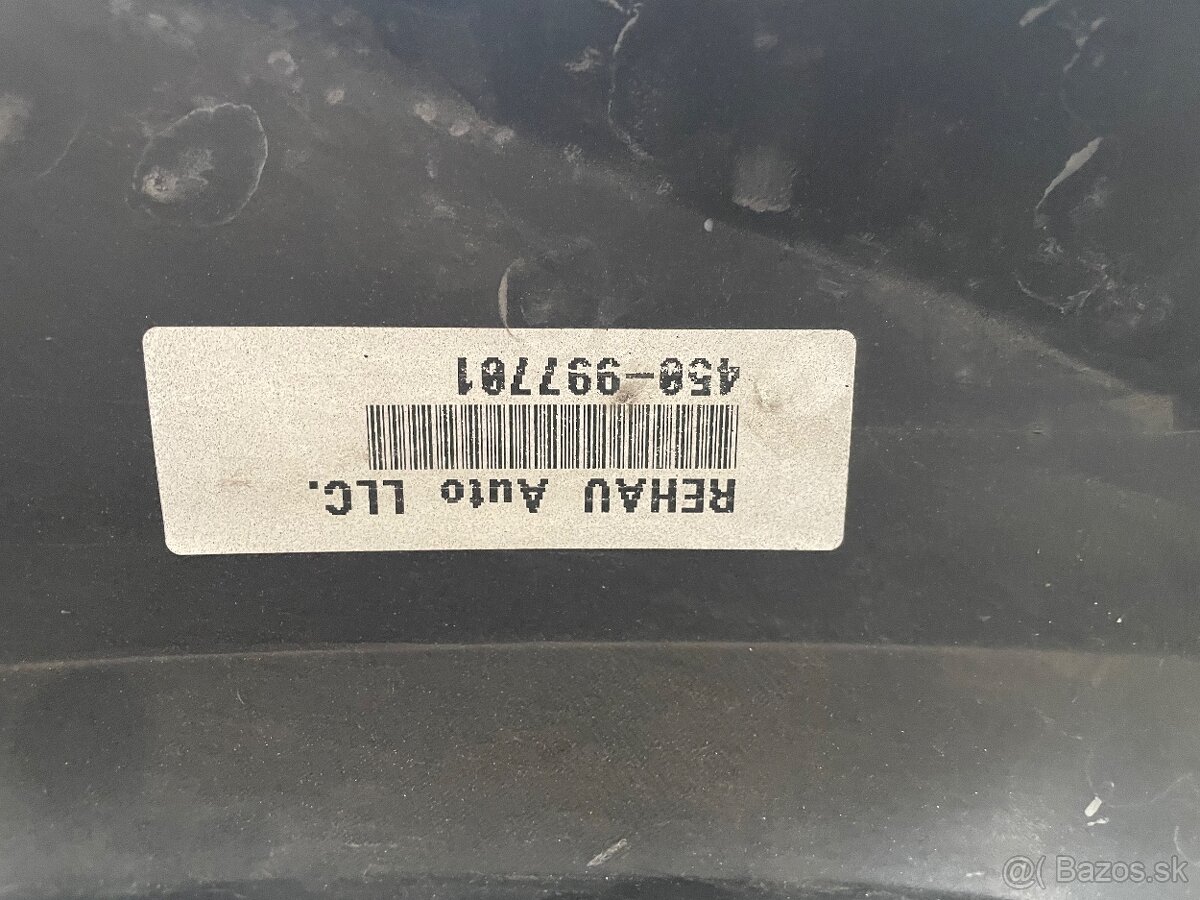 REHAU Auto LLC.
450-997701
@( Bazos.sk